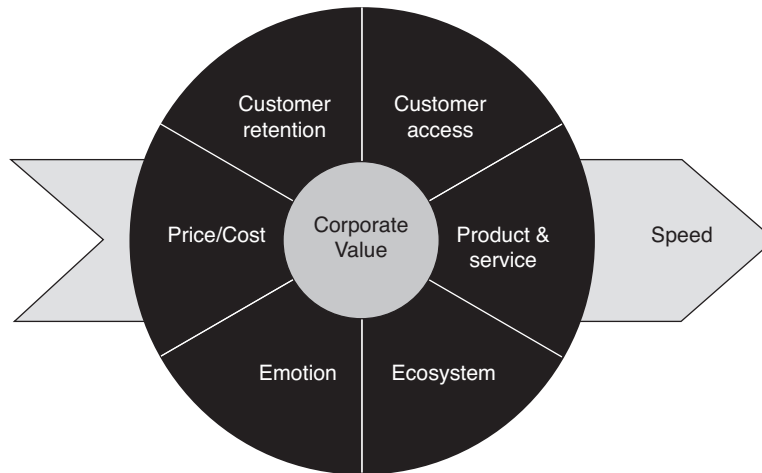 Customer
retention
Customer
access
Price/Cost
Corporate
Value
Product &
service
Speed
Emotion
Ecosystem